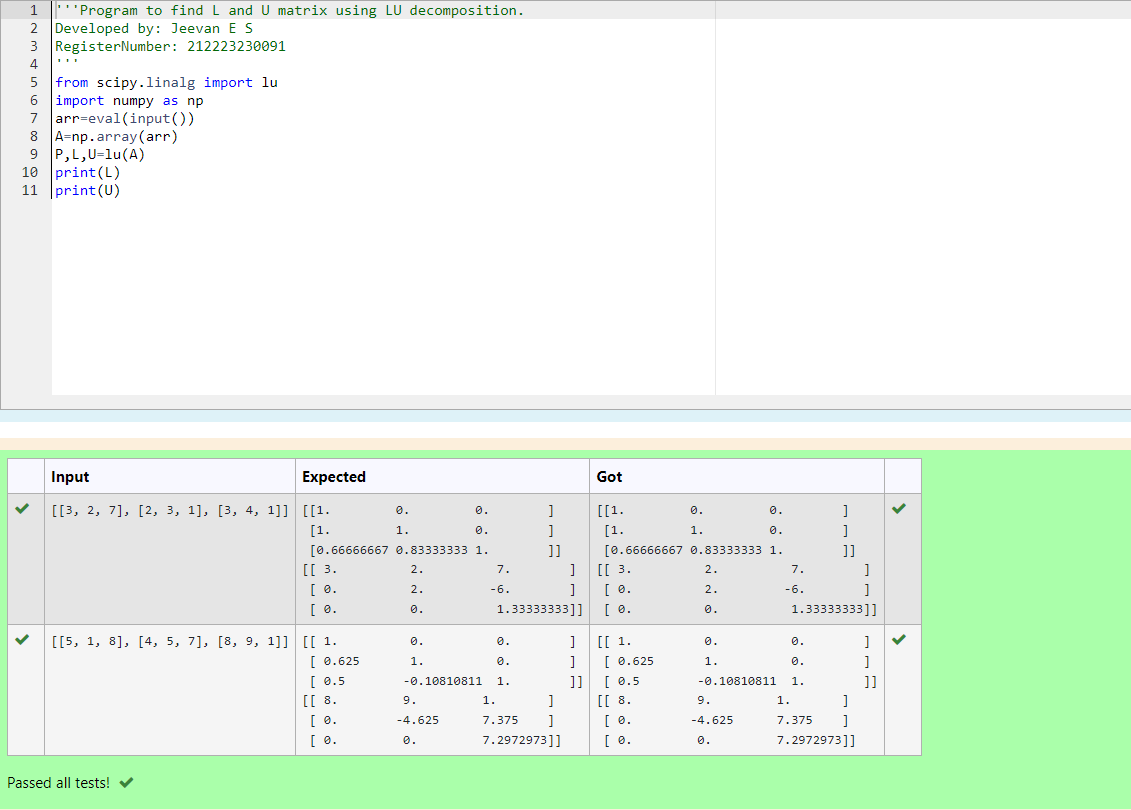 1 '''Program to find L and U matrix using LU decomposition.
2 Developed by: Jeevan E S
3 RegisterNumber: 212223230091
4 '''
5 from scipy.linalg import lu
6 import numpy as np
7 arr=eval(input())
8 A=np.array(arr)
9 P,L,U=lu(A)
10 print(L)
11 print(U)
Input Expected Got
[[3, 2, 7], [2, 3, 1], [3, 4, 1]] [[1. 0. 0. ] [[1. 0. 0. ]
[1. 1. 0. ] [1. 1. 0. ]
[0.66666667 0.83333333 1. ]] [0.66666667 0.83333333 1. ]]
[[ 3. 2. 7. ] [[ 3. 2. 7. ]
[ 0. 2. -6. ] [ 0. 2. -6. ]
[ 0. 0. 1.33333333]] [ 0. 0. 1.33333333]]
[[5, 1, 8], [4, 5, 7], [8, 9, 1]] [[ 1. 0. 0. ] [[ 1. 0. 0. ]
[ 0.625 1. 0. ] [ 0.625 1. 0. ]
[ 0.5 -0.10810811 1. ]] [ 0.5 -0.10810811 1. ]]
[[ 8. 9. 1. ] [[ 8. 9. 1. ]
[ 0. -4.625 7.375 ] [ 0. -4.625 7.375 ]
[ 0. 0. 7.2972973]] [ 0. 0. 7.2972973]]
Passed all tests!